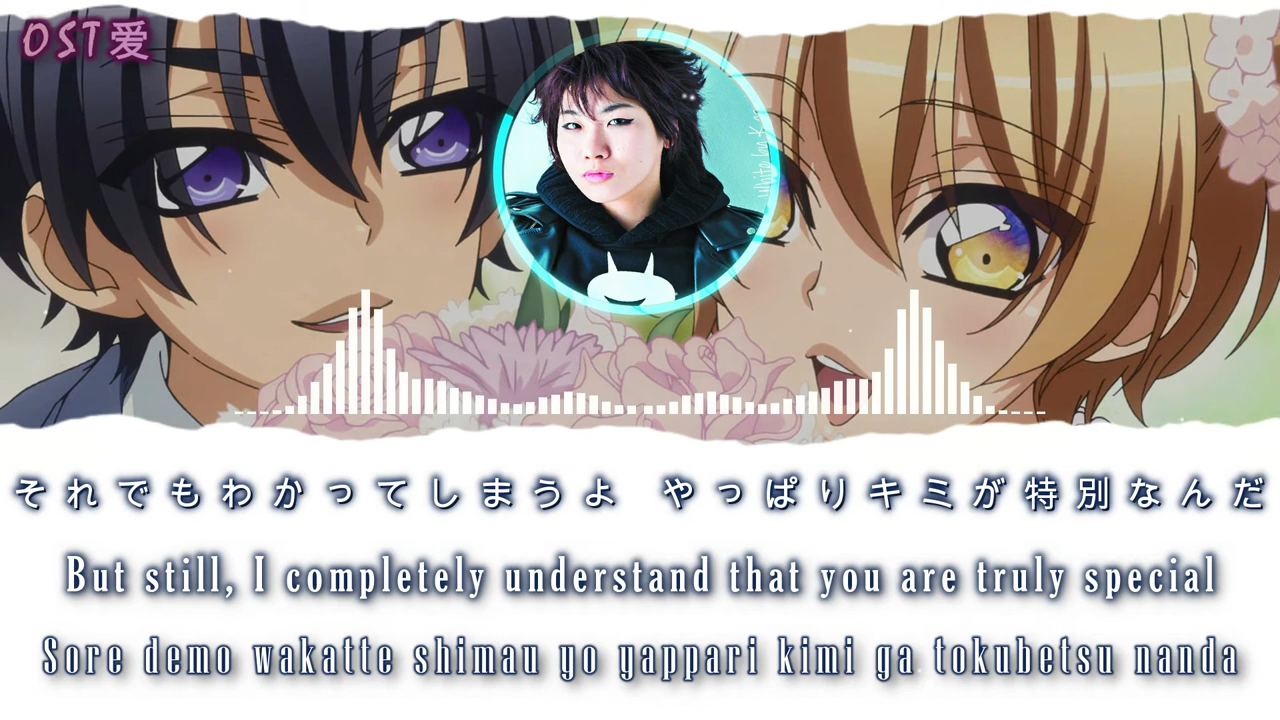 OST爱
それでもわかってしまうよ やっぱりキミが特別なんだ
But still, I completely understand that you are truly special
Sore demo wakatte shimau yo yappari kimi ga tokubetsu nanda